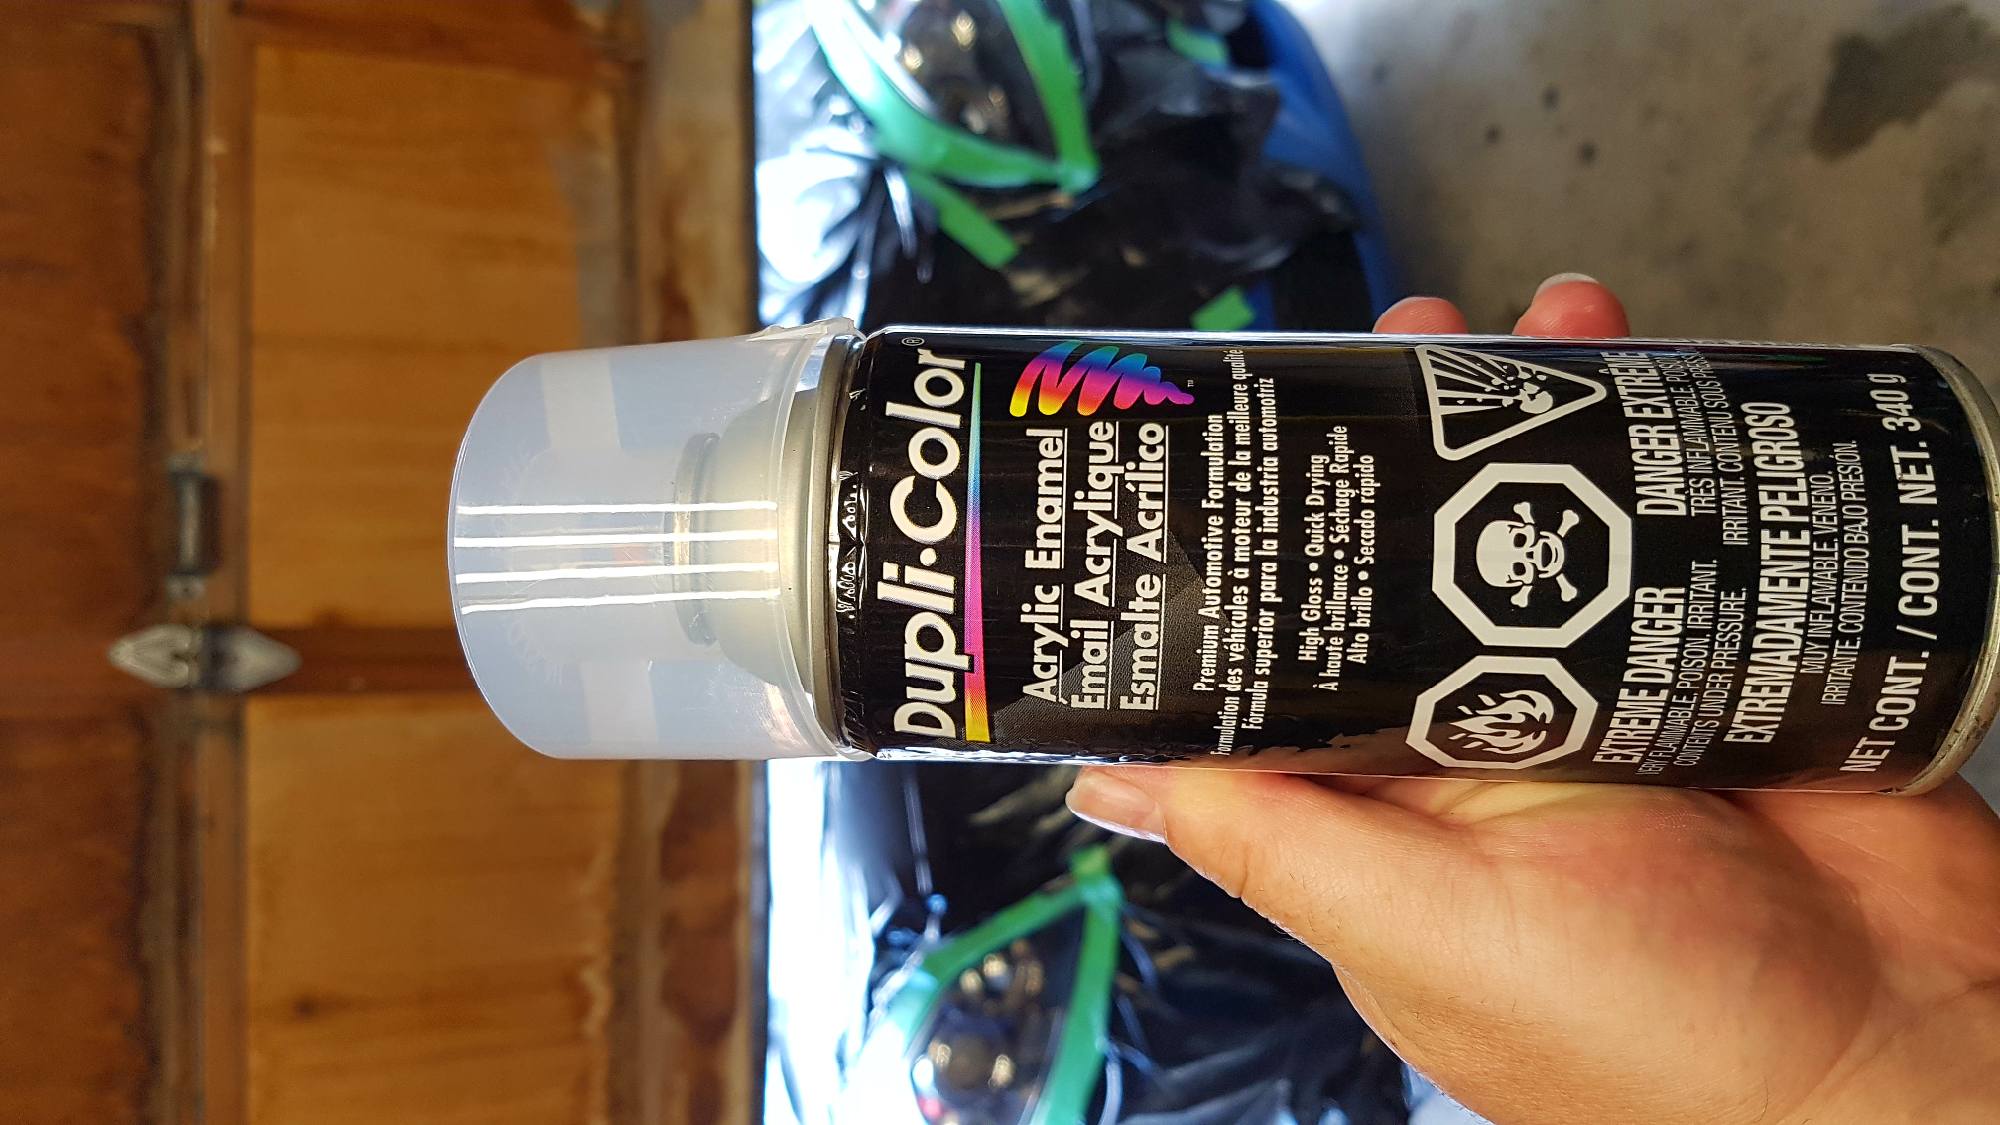 Dupli·Color®
Acrylic Enamel
Émail Acrylique
Esmalte Acrílico
™
Premium Automotive Formulation
Formulation des véhicules à moteur de la meilleure qualité
Fórmula superior para la industria automotriz
High Gloss • Quick Drying
À haute brillance • Séchage Rapide
Alto brillo • Secado rapido
EXTREME DANGER
VERY FLAMMABLE. POISON. IRRITANT.
CONTENTS UNDER PRESSURE.
DANGER EXTRÊME
TRÈS INFLAMMABLE. POISON.
IRRITANT. CONTENU SOUS PRESSION.
EXTREMADAMENTE PELIGROSO
MUY INFLAMABLE. VENENO.
IRRITANTE. CONTENIDO BAJO PRESIÓN.
NET CONT. / CONT. NET. 340 g